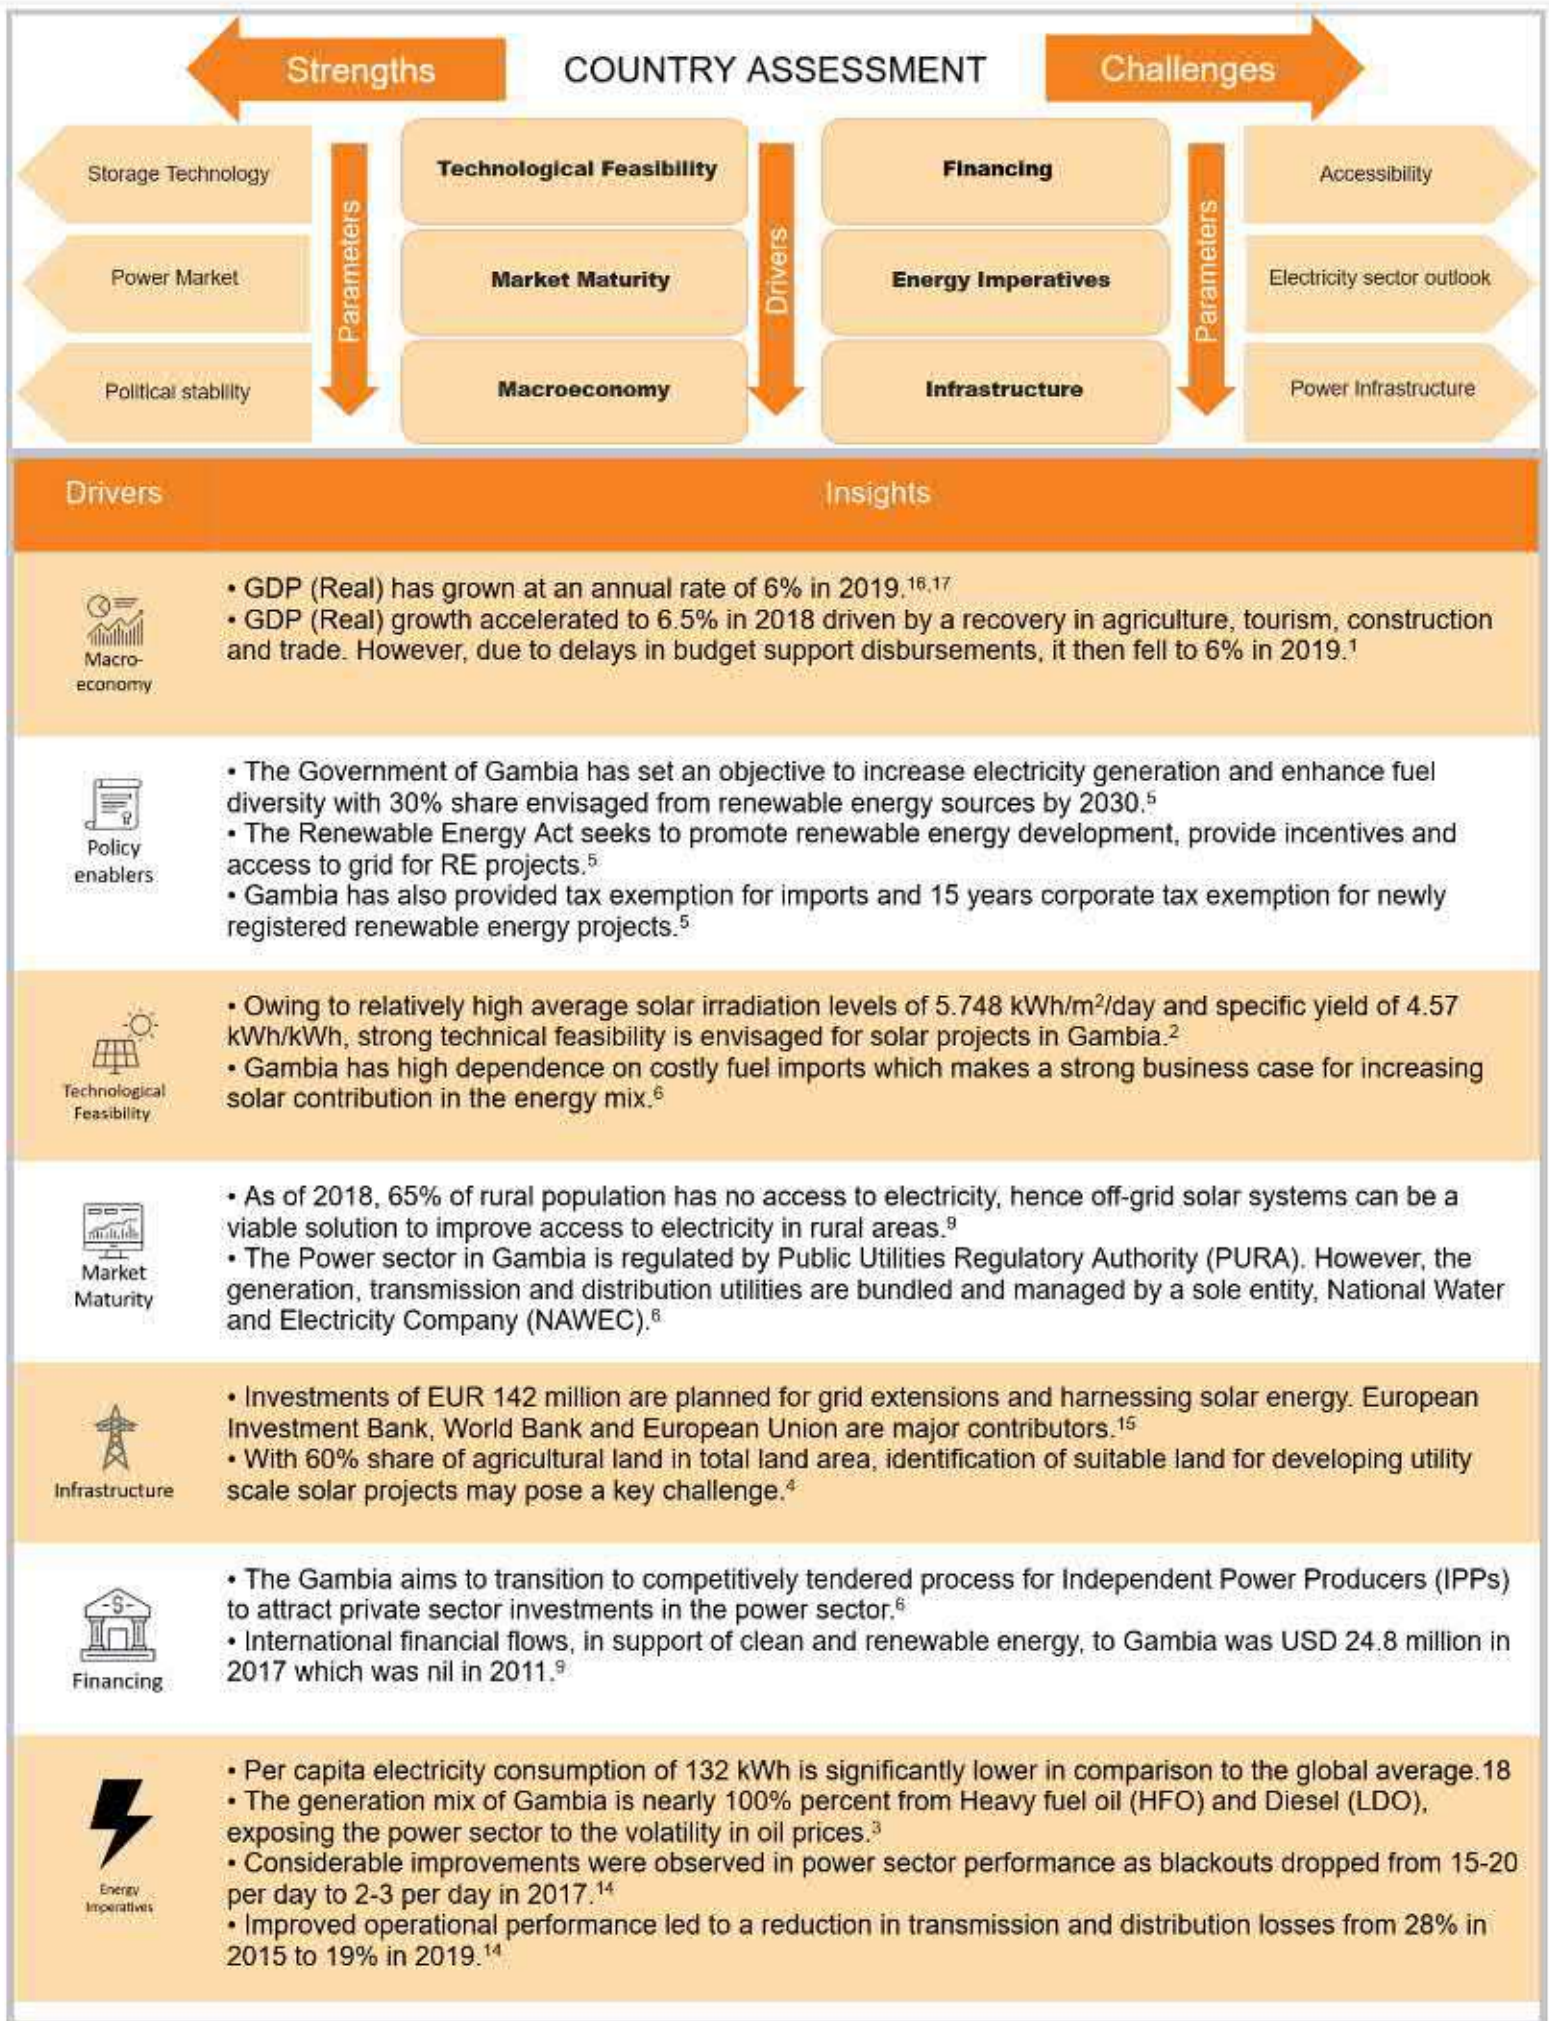 Strengths
COUNTRY ASSESSMENT
Challenges
Storage Technology
Technological Feasibility
Financing
Accessibility
Power Market
Market Maturity
Energy Imperatives
Electricity sector outlook
Political stability
Macroeconomy
Infrastructure
Power Infrastructure
Parameters
Drivers
Parameters
Drivers
Insights
Macro-
economy
• GDP (Real) has grown at an annual rate of 6% in 2019.16,17
• GDP (Real) growth accelerated to 6.5% in 2018 driven by a recovery in agriculture, tourism, construction
and trade. However, due to delays in budget support disbursements, it then fell to 6% in 2019.1
Policy
enablers
• The Government of Gambia has set an objective to increase electricity generation and enhance fuel
diversity with 30% share envisaged from renewable energy sources by 2030.5
• The Renewable Energy Act seeks to promote renewable energy development, provide incentives and
access to grid for RE projects.5
• Gambia has also provided tax exemption for imports and 15 years corporate tax exemption for newly
registered renewable energy projects.5
Technological
Feasibility
• Owing to relatively high average solar irradiation levels of 5.748 kWh/m2/day and specific yield of 4.57
kWh/kWh, strong technical feasibility is envisaged for solar projects in Gambia.2
• Gambia has high dependence on costly fuel imports which makes a strong business case for increasing
solar contribution in the energy mix.6
Market
Maturity
• As of 2018, 65% of rural population has no access to electricity, hence off-grid solar systems can be a
viable solution to improve access to electricity in rural areas.9
• The Power sector in Gambia is regulated by Public Utilities Regulatory Authority (PURA). However, the
generation, transmission and distribution utilities are bundled and managed by a sole entity, National Water
and Electricity Company (NAWEC).6
Infrastructure
• Investments of EUR 142 million are planned for grid extensions and harnessing solar energy. European
Investment Bank, World Bank and European Union are major contributors.15
• With 60% share of agricultural land in total land area, identification of suitable land for developing utility
scale solar projects may pose a key challenge.4
-$-
Financing
• The Gambia aims to transition to competitively tendered process for Independent Power Producers (IPPs)
to attract private sector investments in the power sector.6
• International financial flows, in support of clean and renewable energy, to Gambia was USD 24.8 million in
2017 which was nil in 2011.9
Energy
Imperatives
• Per capita electricity consumption of 132 kWh is significantly lower in comparison to the global average.18
• The generation mix of Gambia is nearly 100% percent from Heavy fuel oil (HFO) and Diesel (LDO),
exposing the power sector to the volatility in oil prices.3
• Considerable improvements were observed in power sector performance as blackouts dropped from 15-20
per day to 2-3 per day in 2017.14
• Improved operational performance led to a reduction in transmission and distribution losses from 28% in
2015 to 19% in 2019.14